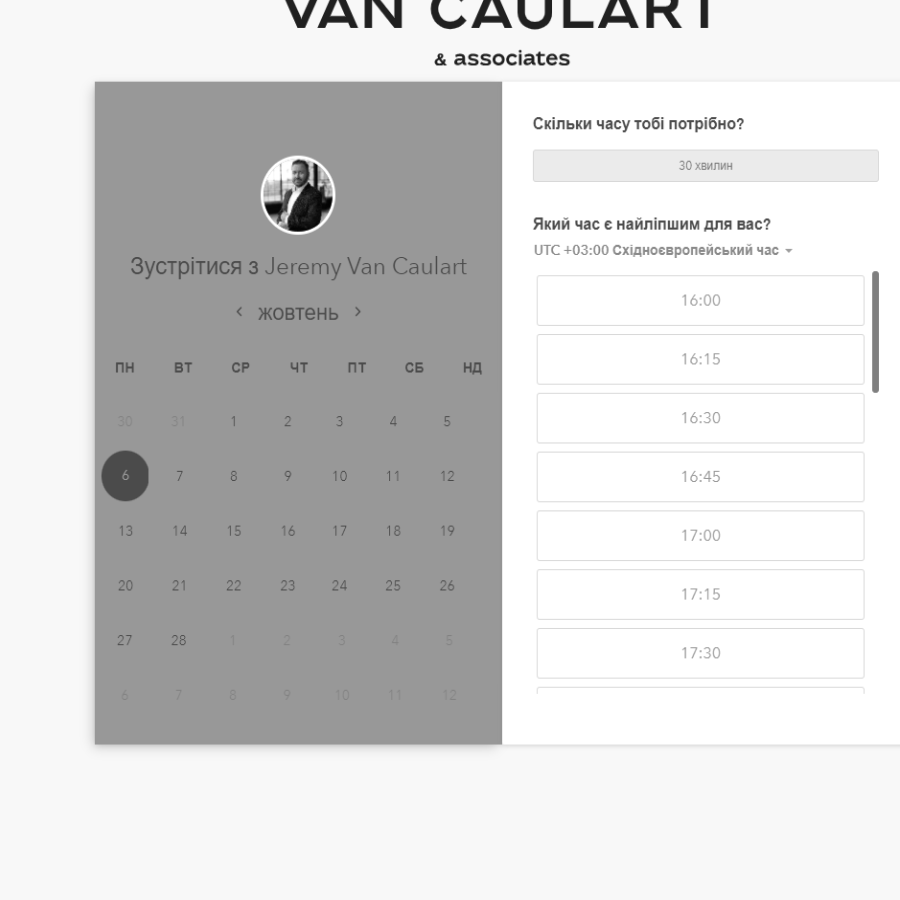 VAN CAULART
& associates
Зустрітися з Jeremy Van Caulart
жовтень
ПН ВТ СР ЧТ ПТ СБ НД
30 31 1 2 3 4 5
6 7 8 9 10 11 12
13 14 15 16 17 18 19
20 21 22 23 24 25 26
27 28 1 2 3 4 5
6 7 8 9 10 11 12
Скільки часу тобі потрібно?
30 хвилин
Який час є найліпшим для вас?
UTC +03:00 Східноєвропейський час
16:00
16:15
16:30
16:45
17:00
17:15
17:30